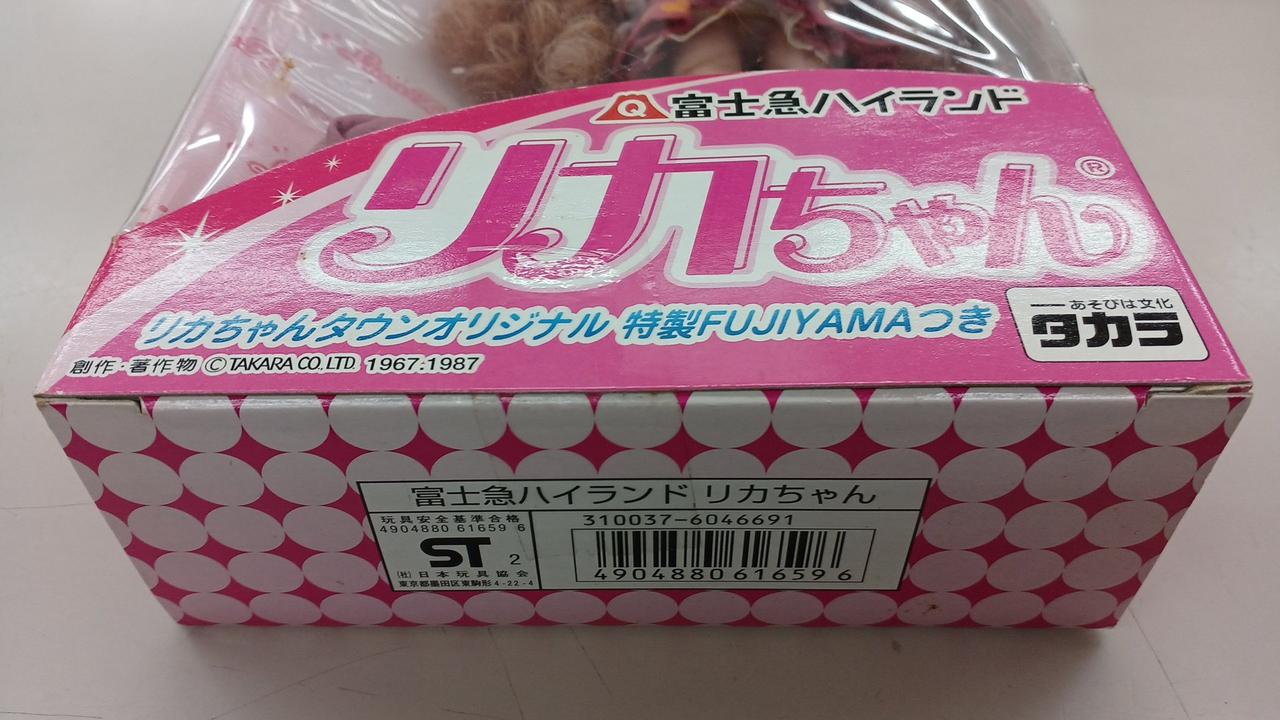 Q 富士急ハイランド
リカちゃん®
リカちゃんタウンオリジナル 特製FUJIYAMAつき
あそびは文化
タカラ
創作・著作物 ©TAKARA CO.,LTD. 1967.1987
富士急ハイランド リカちゃん
玩具安全基準合格
4904880 61659 6
ST 2
(社)日本玩具協会
東京都墨田区東駒形4-22-4
310037-6046691
4904880616596